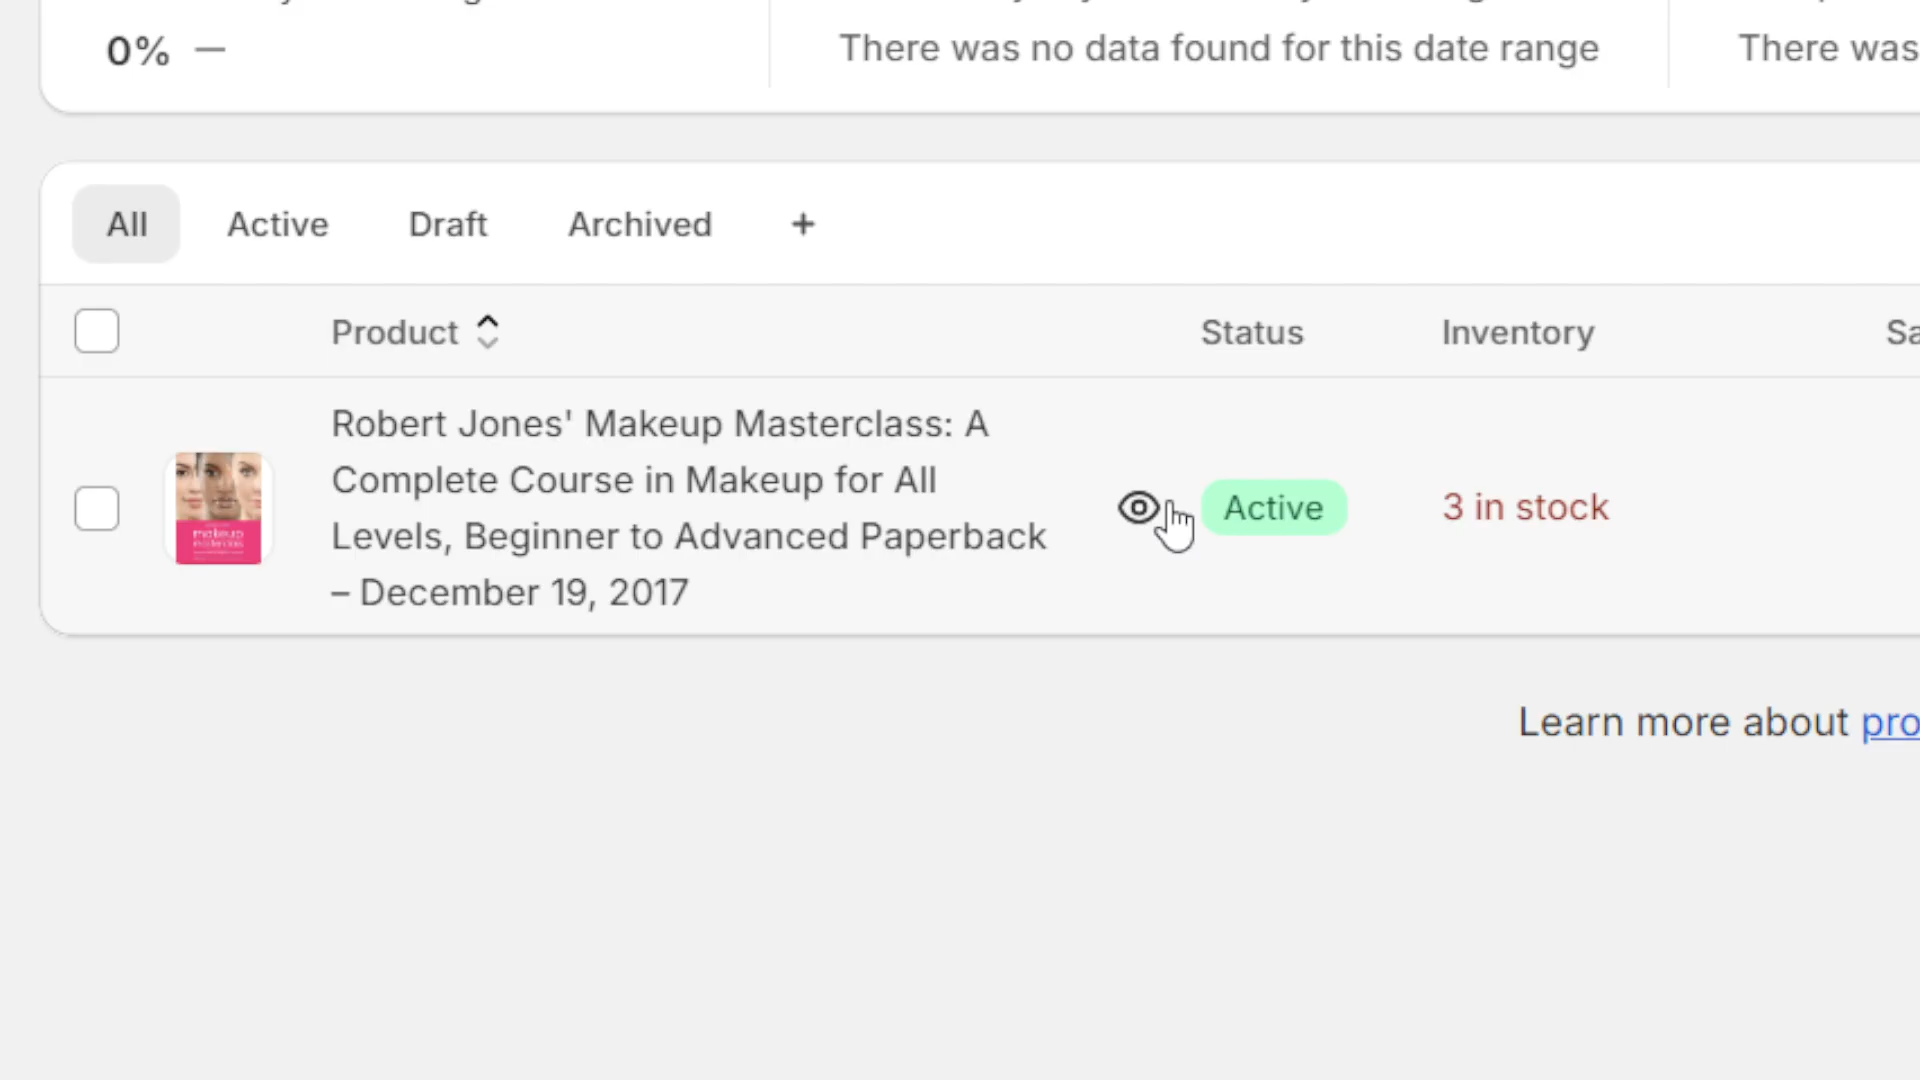 0% —
There was no data found for this date range
There was
All Active Draft Archived +
Product Status Inventory
Robert Jones' Makeup Masterclass: A
Complete Course in Makeup for All
Levels, Beginner to Advanced Paperback
– December 19, 2017
Active
3 in stock
makeup
Learn more about